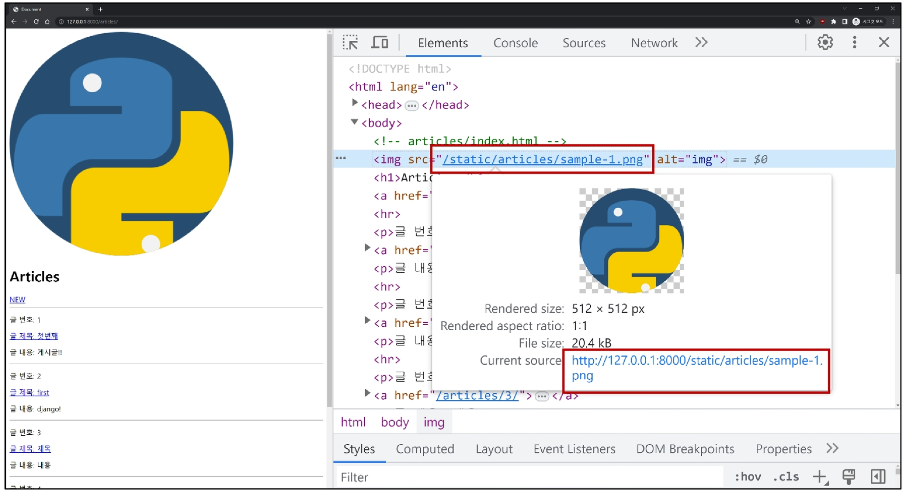 Document
127.0.0.1:8000/articles/
Articles
NEW
글 번호: 1
글 제목: 첫번째
글 내용: 게시글!!
글 번호: 2
글 제목: first
글 내용: django!
글 번호: 3
글 제목: 제목
글 내용: 내용
Elements
Console
Sources
Network
<!DOCTYPE html>
<html lang="en">
<head> ⋯ </head>
<body>
<!-- articles/index.html -->
<img src="/static/articles/sample-1.png" alt="img"> == $0
<h1>Artic
<a href="
<hr>
<p>글 번호
<a href="
<p>글 내용
<hr>
<p>글 번호
<a href="
<p>글 내용
<hr>
<p>글 번호
<a href="/articles/3/"> ⋯ </a>
Rendered size: 512 × 512 px
Rendered aspect ratio: 1:1
File size: 20.4 kB
Current source: http://127.0.0.1:8000/static/articles/sample-1.
png
html body img
Styles Computed Layout Event Listeners DOM Breakpoints Properties
Filter :hov .cls